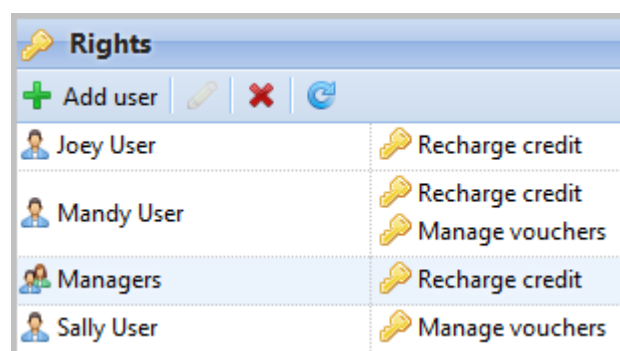 Rights
Add user
Joey User
Recharge credit
Mandy User
Recharge credit
Manage vouchers
Managers
Recharge credit
Sally User
Manage vouchers